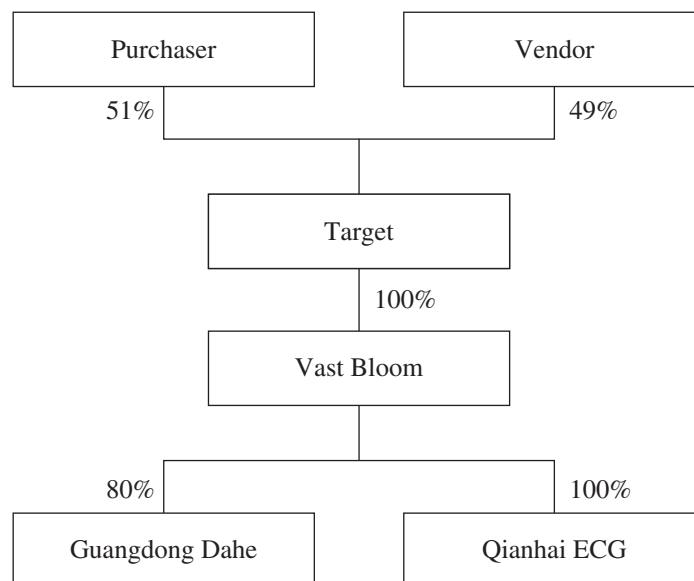 Purchaser
Vendor
51%
49%
Target
100%
Vast Bloom
80%
100%
Guangdong Dahe
Qianhai ECG